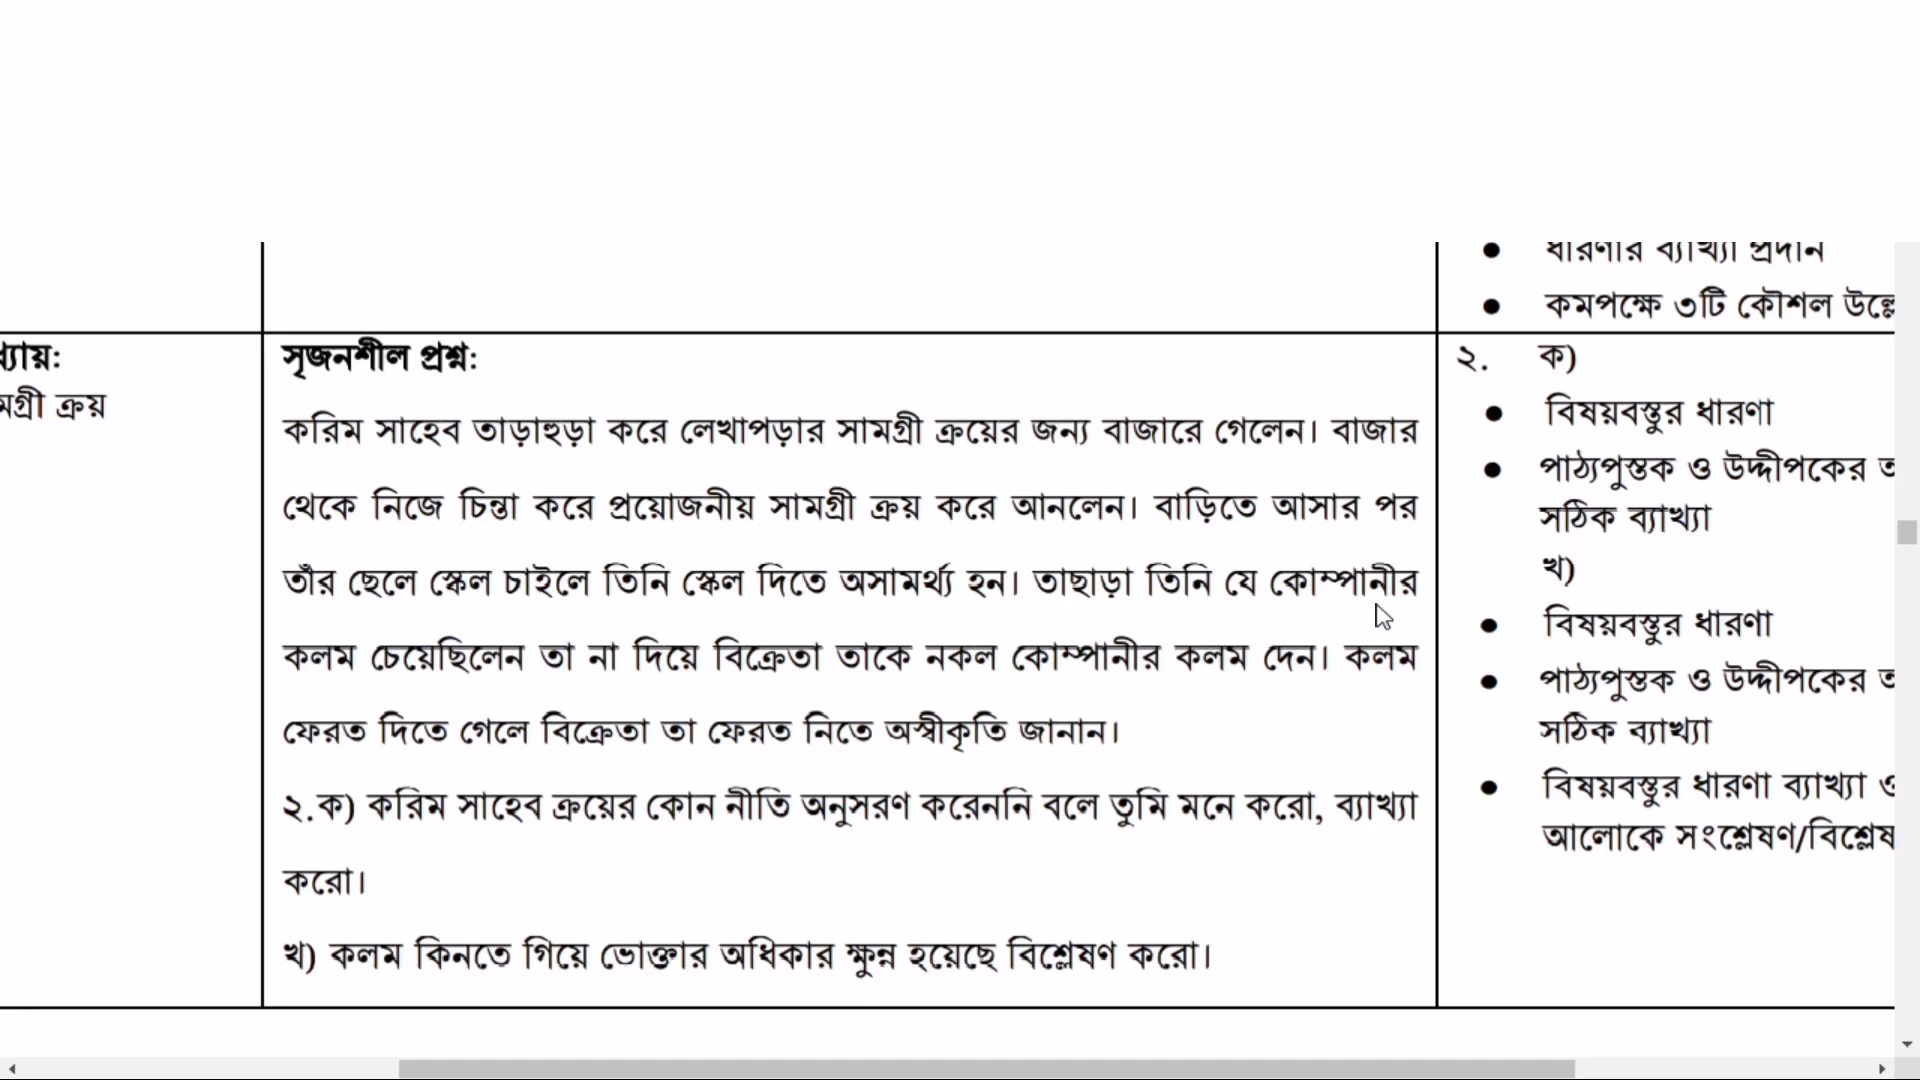 ধারণার ব্যাখ্যা প্রদান
কমপক্ষে ৩টি কৌশল
সৃজনশীল প্রশ্ন:
করিম সাহেব তাড়াহুড়া করে লেখাপড়ার সামগ্রী ক্রয়ের জন্য বাজারে গেলেন। বাজার
থেকে নিজে চিন্তা করে প্রয়োজনীয় সামগ্রী ক্রয় করে আনলেন। বাড়িতে আসার পর
তাঁর ছেলে স্কেল চাইলে তিনি স্কেল দিতে অসামর্থ্য হন। তাছাড়া তিনি যে কোম্পানীর
কলম চেয়েছিলেন তা না দিয়ে বিক্রেতা তাকে নকল কোম্পানীর কলম দেন। কলম
ফেরত দিতে গেলে বিক্রেতা তা ফেরত নিতে অস্বীকৃতি জানান।
২.ক) করিম সাহেব ক্রয়ের কোন নীতি অনুসরণ করেননি বলে তুমি মনে করো, ব্যাখ্যা
করো।
খ) কলম কিনতে গিয়ে ভোক্তার অধিকার ক্ষুন্ন হয়েছে বিশ্লেষণ করো।
ক্রয়
২. ক)
বিষয়বস্তুর ধারণা
পাঠ্যপুস্তক ও উদ্দীপকের
সঠিক ব্যাখ্যা
খ)
বিষয়বস্তুর ধারণা
পাঠ্যপুস্তক ও উদ্দীপকের
সঠিক ব্যাখ্যা
বিষয়বস্তুর ধারণা ব্যাখ্যা
আলোকে